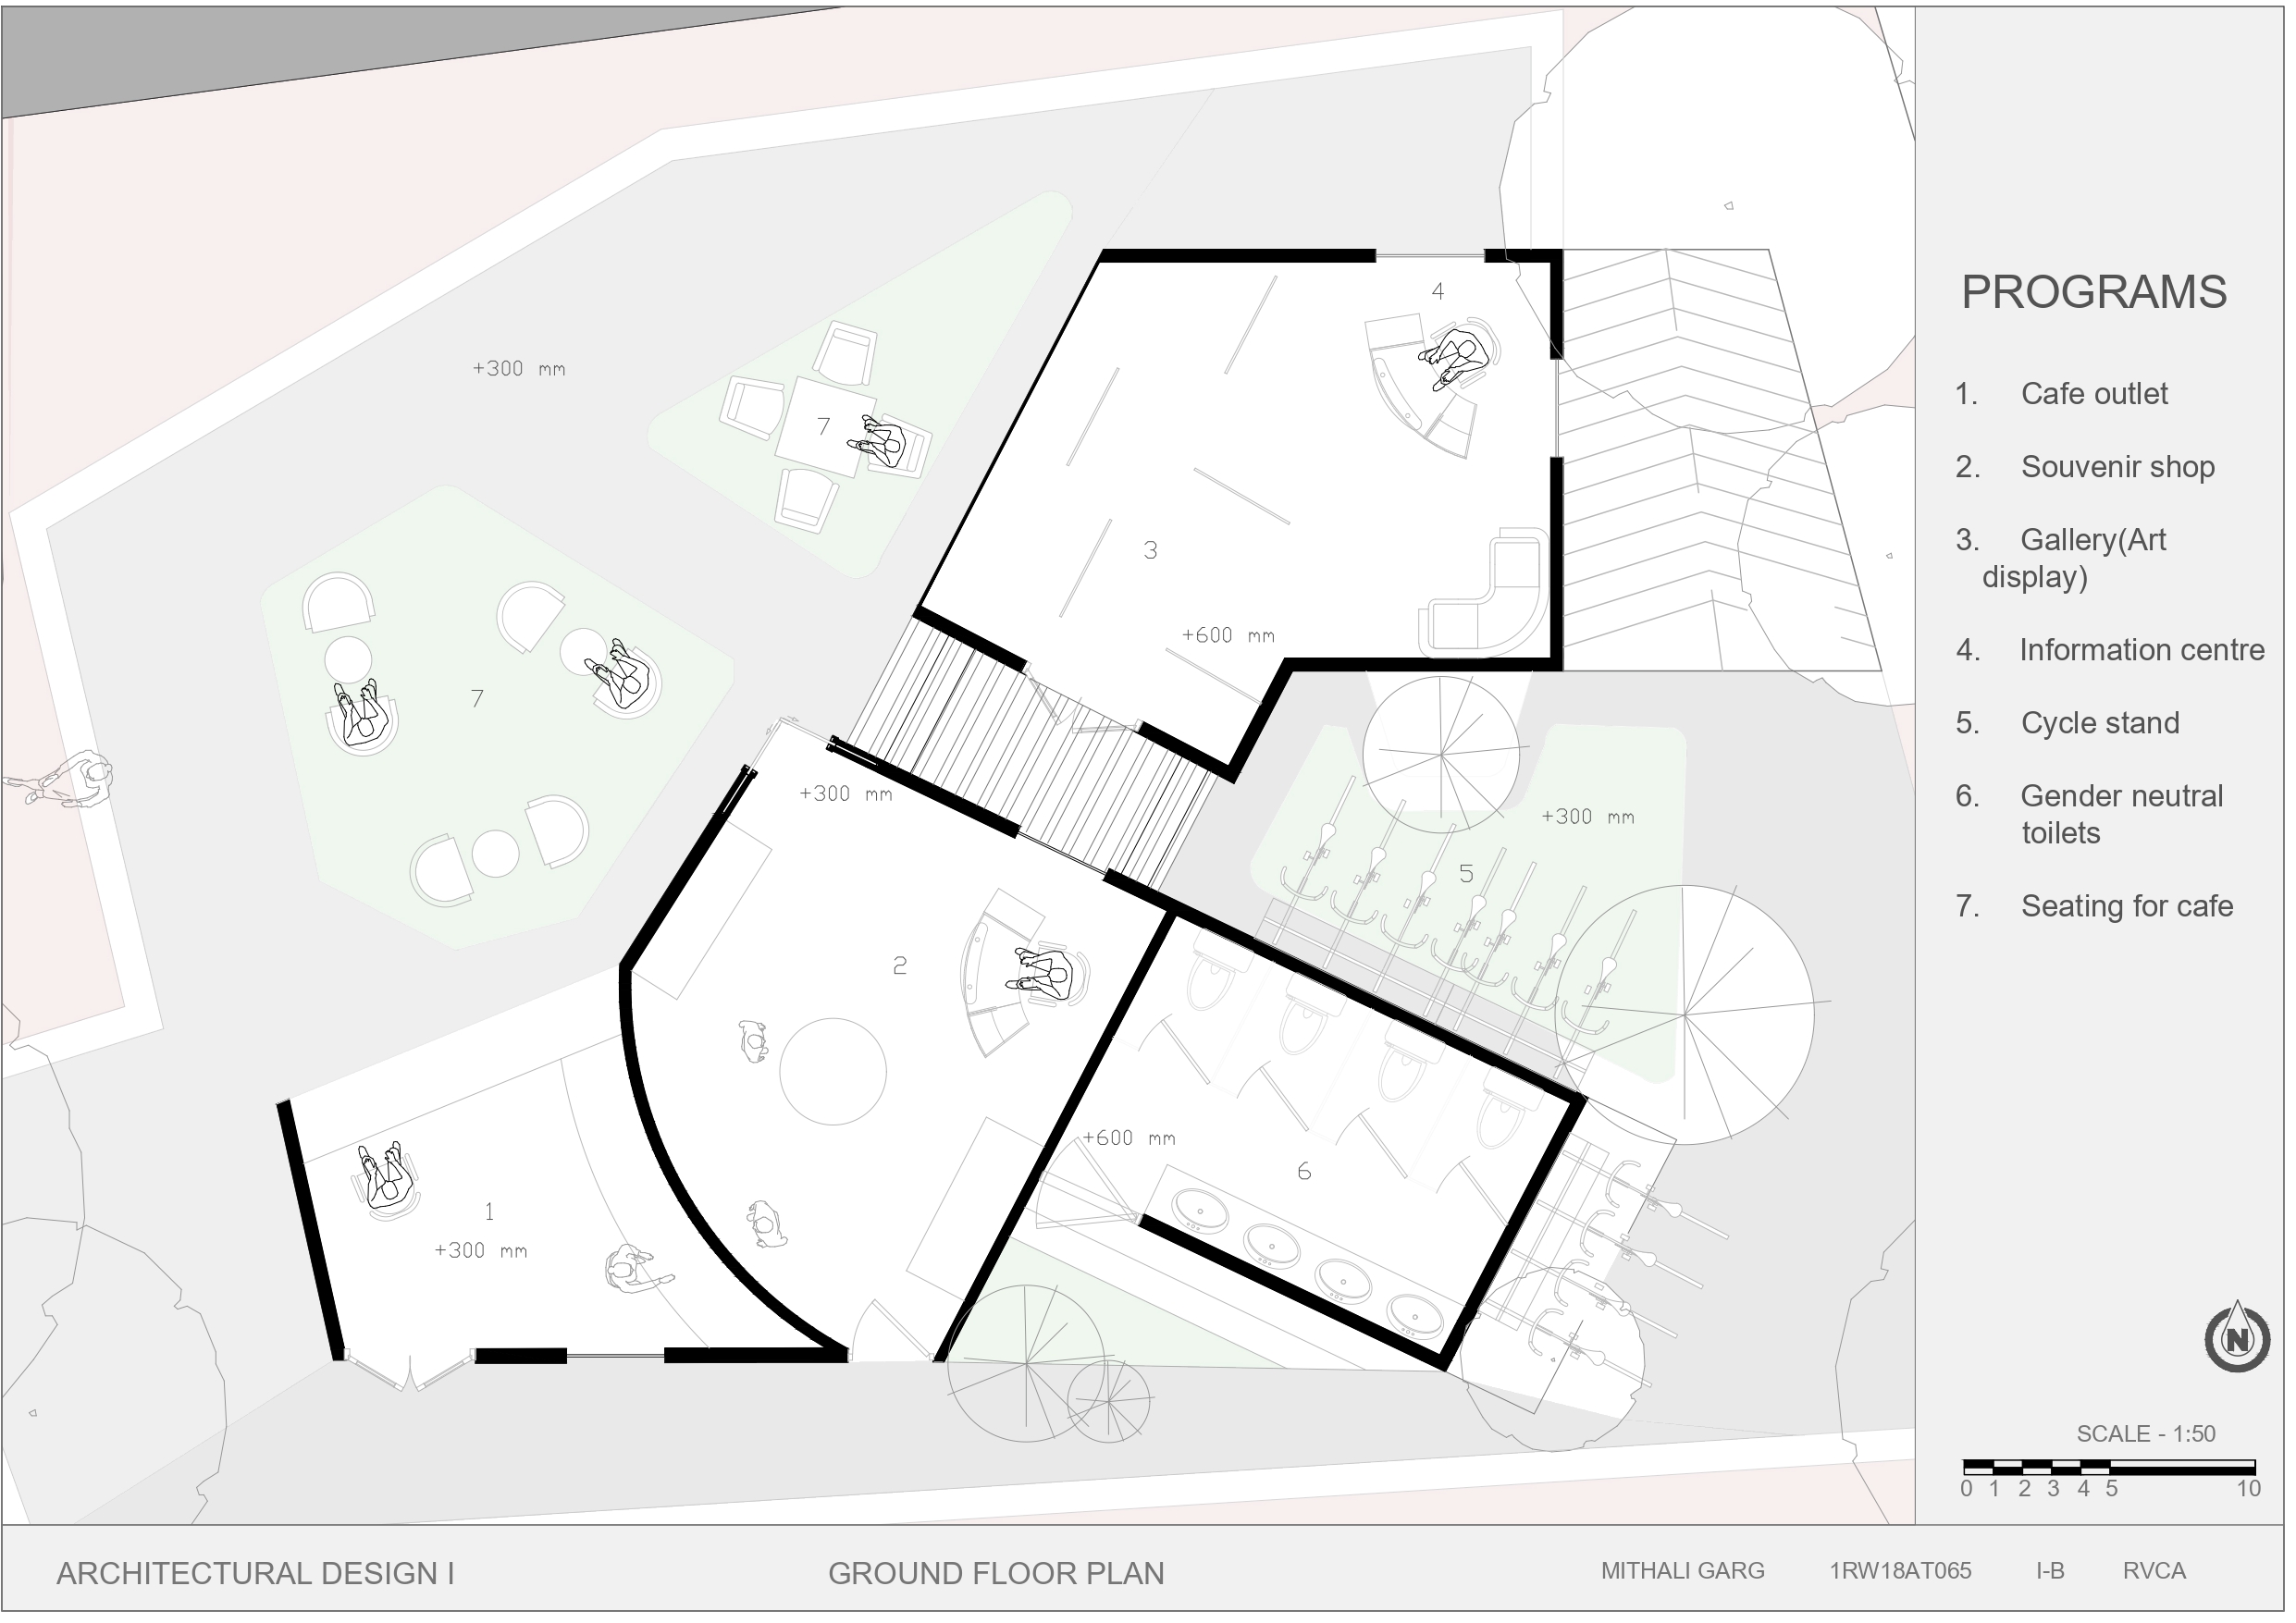 +300 mm
4
7
3
+600 mm
7
+300 mm
+300 mm
5
2
+600 mm
6
1
+300 mm
PROGRAMS
1. Cafe outlet
2. Souvenir shop
3. Gallery(Art
display)
4. Information centre
5. Cycle stand
6. Gender neutral
toilets
7. Seating for cafe
N
SCALE - 1:50
0 1 2 3 4 5 10
ARCHITECTURAL DESIGN I
GROUND FLOOR PLAN
MITHALI GARG 1RW18AT065 I-B RVCA